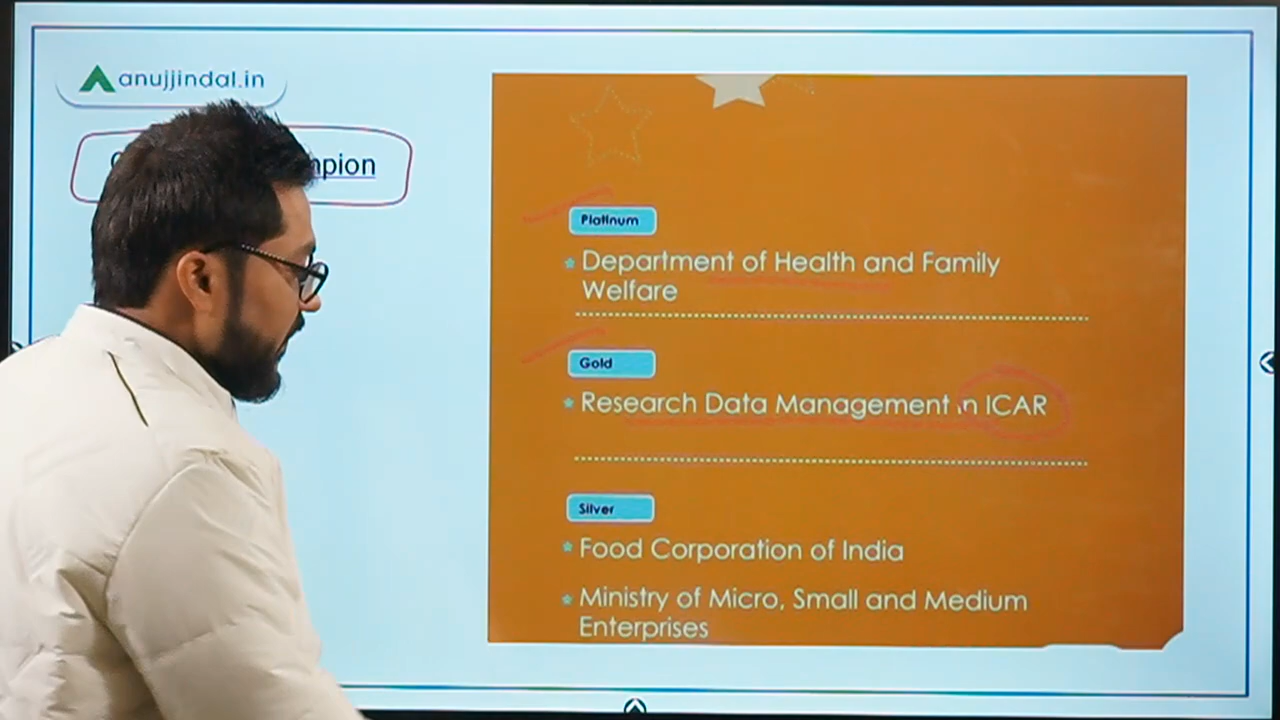 anujjindal.in
Platinum
Department of Health and Family
Welfare
Gold
Research Data Management in ICAR
Silver
Food Corporation of India
Ministry of Micro, Small and Medium
Enterprises